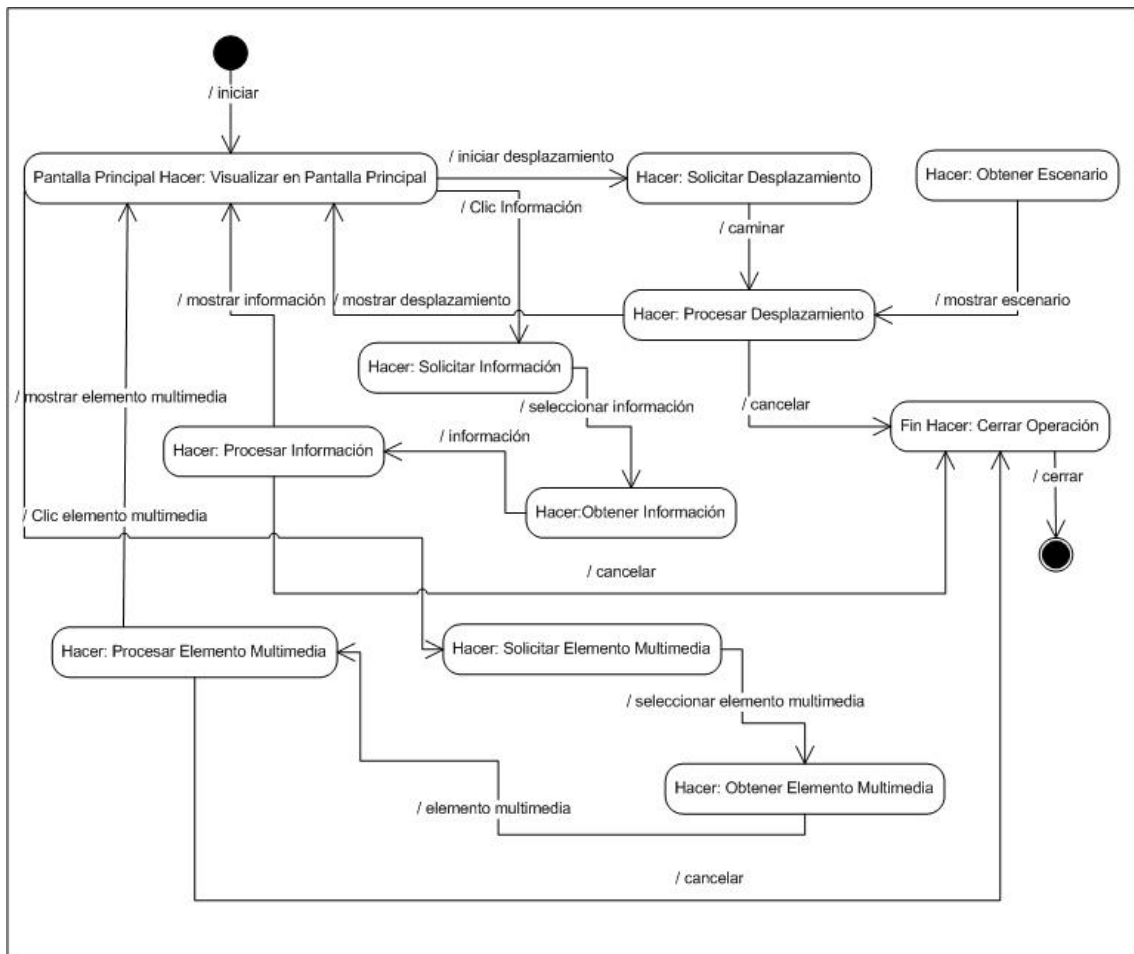 / iniciar
/ iniciar desplazamiento
Pantalla Principal Hacer: Visualizar en Pantalla Principal
Hacer: Solicitar Desplazamiento
Hacer: Obtener Escenario
/ Clic Información
/ caminar
/ mostrar información
/ mostrar desplazamiento
Hacer: Procesar Desplazamiento
/ mostrar escenario
Hacer: Solicitar Información
/ mostrar elemento multimedia
/ seleccionar información
/ cancelar
Fin Hacer: Cerrar Operación
/ información
Hacer: Procesar Información
/ cerrar
Hacer:Obtener Información
/ Clic elemento multimedia
/ cancelar
Hacer: Procesar Elemento Multimedia
Hacer: Solicitar Elemento Multimedia
/ seleccionar elemento multimedia
Hacer: Obtener Elemento Multimedia
/ elemento multimedia
/ cancelar